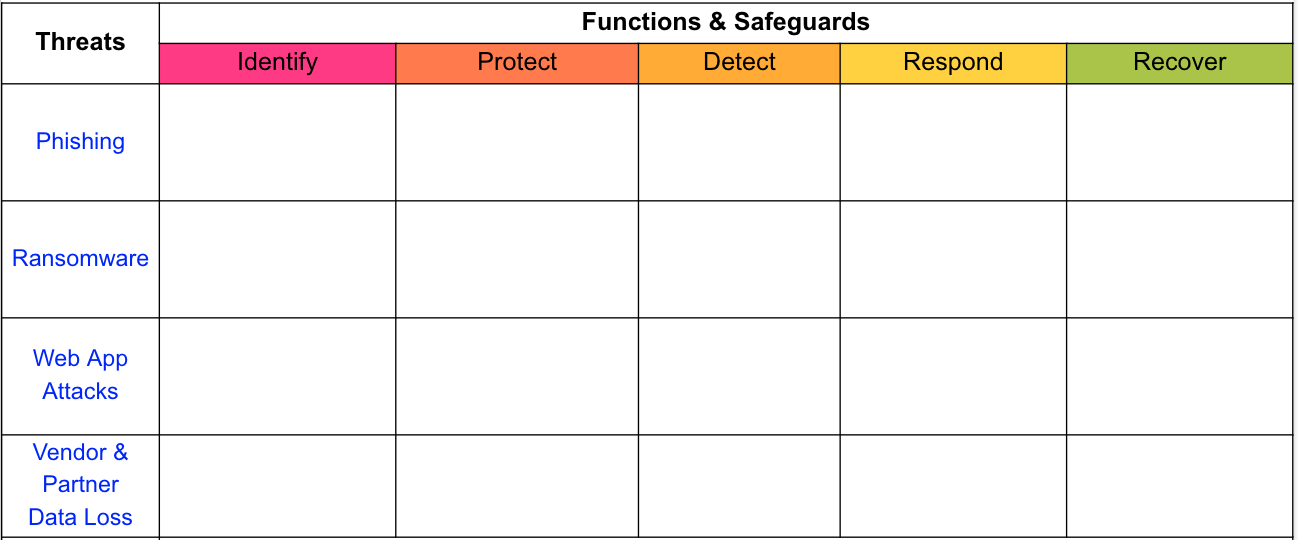 Threats
Functions & Safeguards
Identify
Protect
Detect
Respond
Recover
Phishing
Ransomware
Web App
Attacks
Vendor &
Partner
Data Loss